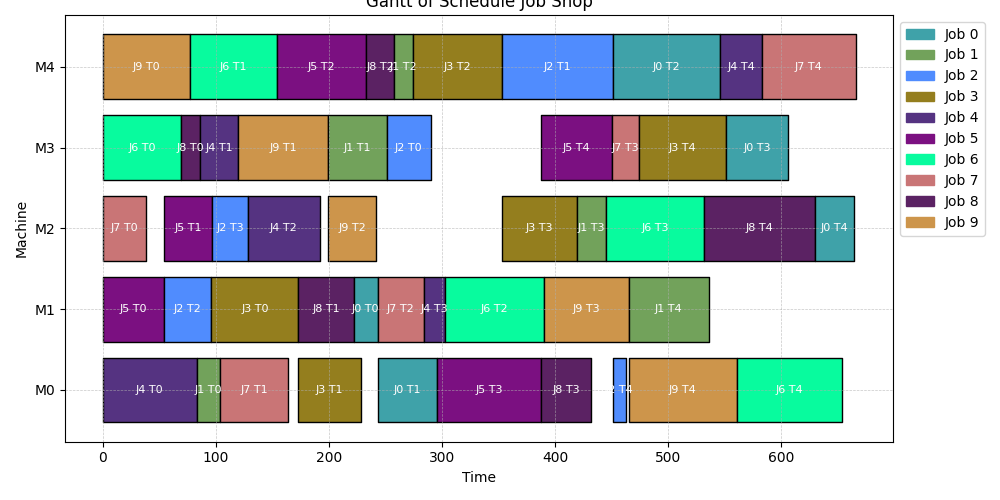 Gantt of Schedule Job Shop
M4
J9 T0
J6 T1
J5 T2
J8 T2
J1 T2
J3 T2
J2 T1
J0 T2
J4 T4
J7 T4
M3
J6 T0
J8 T0
J4 T1
J9 T1
J1 T1
J2 T0
J5 T4
J7 T3
J3 T4
J0 T3
M2
J7 T0
J5 T1
J2 T3
J4 T2
J9 T2
J3 T3
J1 T3
J6 T3
J8 T4
J0 T4
M1
J5 T0
J2 T2
J3 T0
J8 T1
J0 T0
J7 T2
J4 T3
J6 T2
J9 T3
J1 T4
M0
J4 T0
J1 T0
J7 T1
J3 T1
J0 T1
J5 T3
J8 T3
T4
J9 T4
J6 T4
Machine
0
100
200
300
400
500
600
Time
Job 0
Job 1
Job 2
Job 3
Job 4
Job 5
Job 6
Job 7
Job 8
Job 9